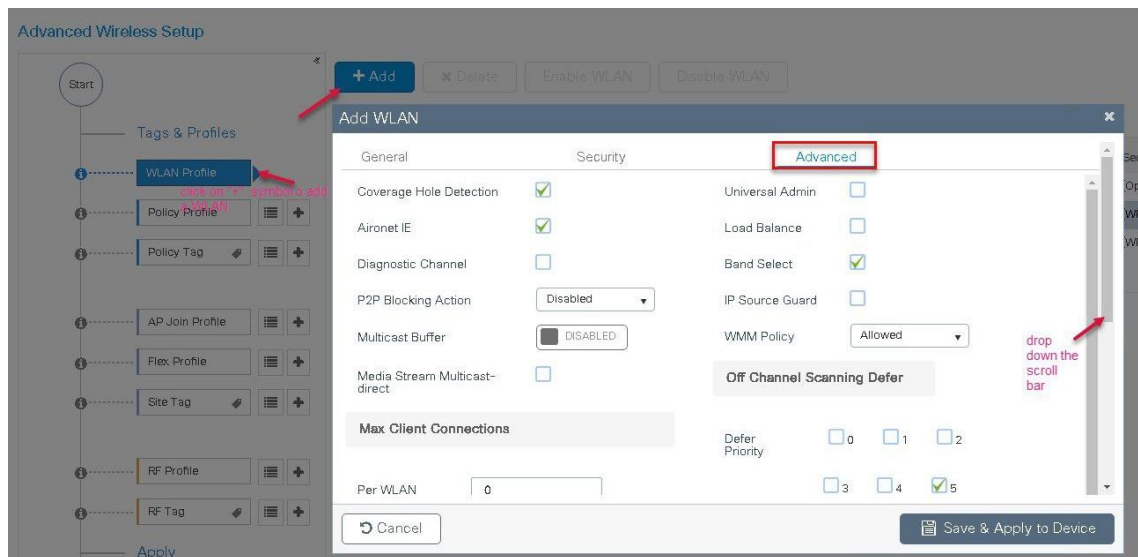 Advanced Wireless Setup
Start
Tags & Profiles
WLAN Profile
click on "+" symbol o add
a WLAN
Policy Profile
Policy Tag
AP Join Profile
Flex Profile
Site Tag
RF Profile
RF Tag
Apply
+ Add
✖ Delete
Enable WLAN
Disable WLAN
Add WLAN
General
Security
Advanced
Coverage Hole Detection
Universal Admin
Aironet IE
Load Balance
Diagnostic Channel
Band Select
P2P Blocking Action
Disabled
IP Source Guard
Multicast Buffer
DISABLED
WMM Policy
Allowed
Media Stream Multicast-
direct
Off Channel Scanning Defer
drop
down the
scroll
bar
Max Client Connections
Defer
Priority
0 1 2
3 4 5
Per WLAN
0
Cancel
Save & Apply to Device